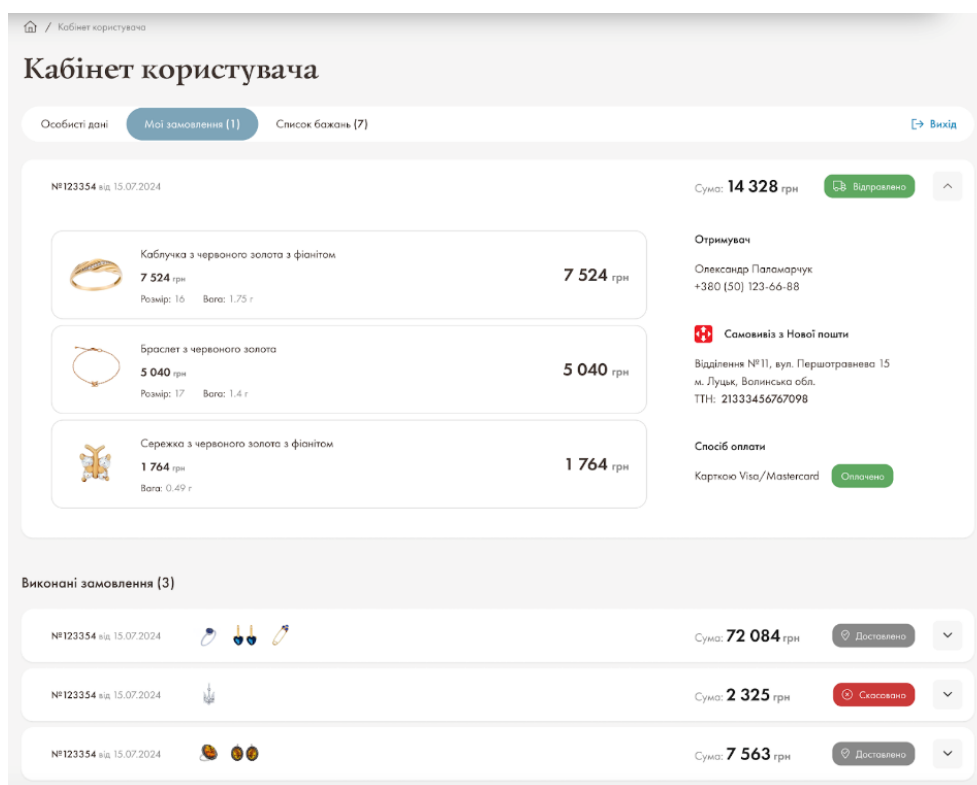 / Кабінет користувача
Кабінет користувача
Особисті дані
Мої замовлення (1)
Список бажань (7)
Вихід
№123354 від 15.07.2024
Сума: 14 328 грн
Відправлено
Каблучка з червоного золота з фіанітом
7 524 грн
Розмір: 16 Вага: 1.75 г
7 524 грн
Браслет з червоного золота
5 040 грн
Розмір: 17 Вага: 1.4 г
5 040 грн
Сережка з червоного золота з фіанітом
1 764 грн
Вага: 0.49 г
1 764 грн
Отримувач
Олександр Паламарчук
+380 (50) 123-66-88
Самовивіз з Нової пошти
Відділення №11, вул. Першотравнева 15
м. Луцьк, Волинська обл.
ТТН: 21333456767098
Спосіб оплати
Карткою Visa/Mastercard
Оплачено
Виконані замовлення (3)
№123354 від 15.07.2024
Сума: 72 084 грн
Доставлено
№123354 від 15.07.2024
Сума: 2 325 грн
Скасовано
№123354 від 15.07.2024
Сума: 7 563 грн
Доставлено